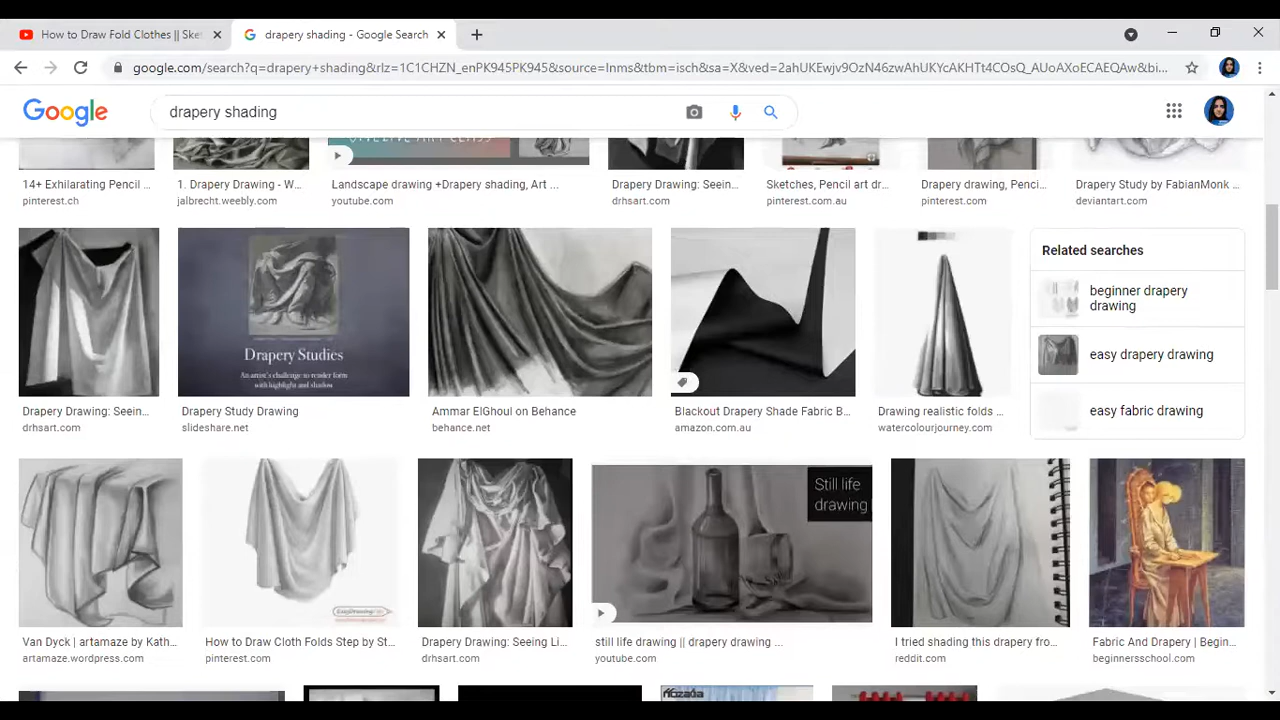 How to Draw Fold Clothes || Sket
drapery shading - Google Search
google.com/search?q=drapery+shading&rlz=1C1CHZN_enPK945PK945&source=lnms&tbm=isch&sa=X&ved=2ahUKEwjv9OzN46zwAhUKYcAKHTt4COsQ_AUoAXoECAEQAw&bi...
Google
drapery shading
14+ Exhilarating Pencil ...
pinterest.ch
1. Drapery Drawing - W...
jalbrecht.weebly.com
Landscape drawing +Drapery shading, Art ...
youtube.com
Drapery Drawing: Seein...
drhsart.com
Sketches, Pencil art dr...
pinterest.com.au
Drapery drawing, Penci...
pinterest.com
Drapery Study by FabianMonk ...
deviantart.com
Drapery Studies
An artist's challenge to render form
with highlight and shadow
Drapery Drawing: Seein...
drhsart.com
Drapery Study Drawing
slideshare.net
Ammar ElGhoul on Behance
behance.net
Blackout Drapery Shade Fabric B...
amazon.com.au
Drawing realistic folds ...
watercolourjourney.com
Related searches
beginner drapery
drawing
easy drapery drawing
easy fabric drawing
Still life
drawing
Van Dyck | artamaze by Kath...
artamaze.wordpress.com
How to Draw Cloth Folds Step by St...
pinterest.com
Drapery Drawing: Seeing Li...
drhsart.com
still life drawing || drapery drawing ...
youtube.com
I tried shading this drapery fro...
reddit.com
Fabric And Drapery | Begin...
beginnersschool.com